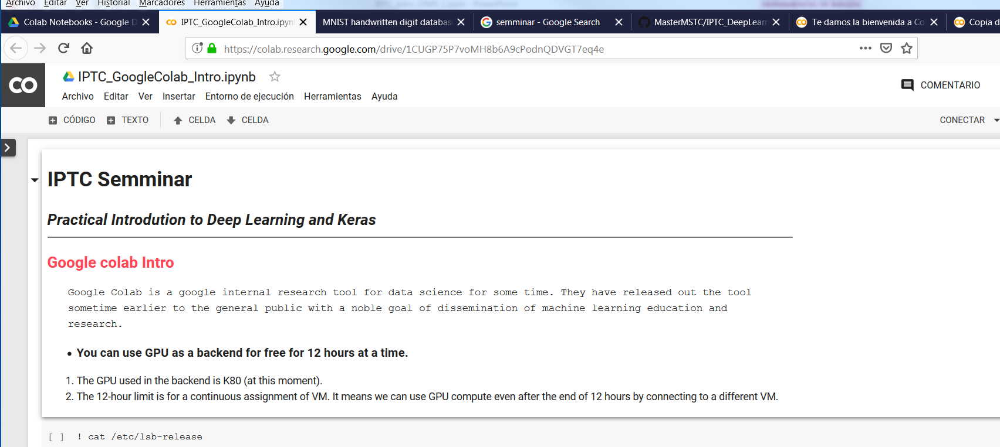 Archivo Editar Ver Historial Marcadores Herramientas Ayuda
Colab Notebooks - Google D
IPTC_GoogleColab_Intro.ipyn
MNIST handwritten digit databas
semminar - Google Search
MasterMSTC/IPTC_DeepLearn
Te damos la bienvenida a Co
Copia d
https://colab.research.google.com/drive/1CUGP75P7voMH8b6A9cPodnQDVGT7eq4e
CO
IPTC_GoogleColab_Intro.ipynb
COMENTARIO
Archivo Editar Ver Insertar Entorno de ejecución Herramientas Ayuda
CÓDIGO TEXTO CELDA CELDA CONECTAR
IPTC Semminar
Practical Introdution to Deep Learning and Keras
Google colab Intro
Google Colab is a google internal research tool for data science for some time. They have released out the tool
sometime earlier to the general public with a noble goal of dissemination of machine learning education and
research.
• You can use GPU as a backend for free for 12 hours at a time.
1. The GPU used in the backend is K80 (at this moment).
2. The 12-hour limit is for a continuous assignment of VM. It means we can use GPU compute even after the end of 12 hours by connecting to a different VM.
[ ] ! cat /etc/lsb-release